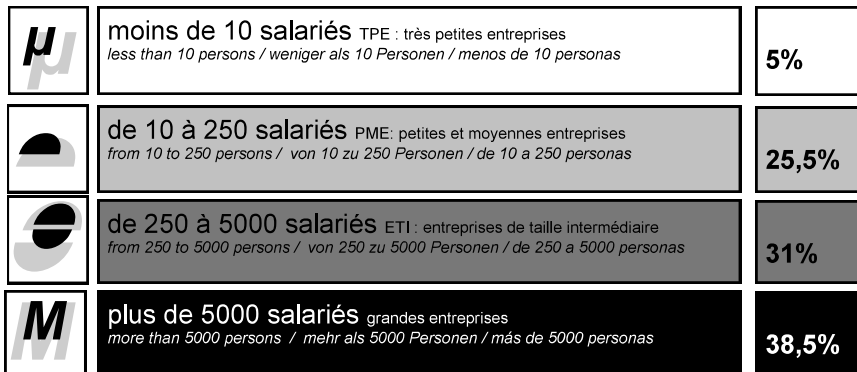 μ
moins de 10 salariés TPE : très petites entreprises
less than 10 persons / weniger als 10 Personen / menos de 10 personas
5%
de 10 à 250 salariés PME: petites et moyennes entreprises
from 10 to 250 persons / von 10 zu 250 Personen / de 10 a 250 personas
25,5%
de 250 à 5000 salariés ETI : entreprises de taille intermédiaire
from 250 to 5000 persons / von 250 zu 5000 Personen / de 250 a 5000 personas
31%
M
plus de 5000 salariés grandes entreprises
more than 5000 persons / mehr als 5000 Personen / más de 5000 personas
38,5%